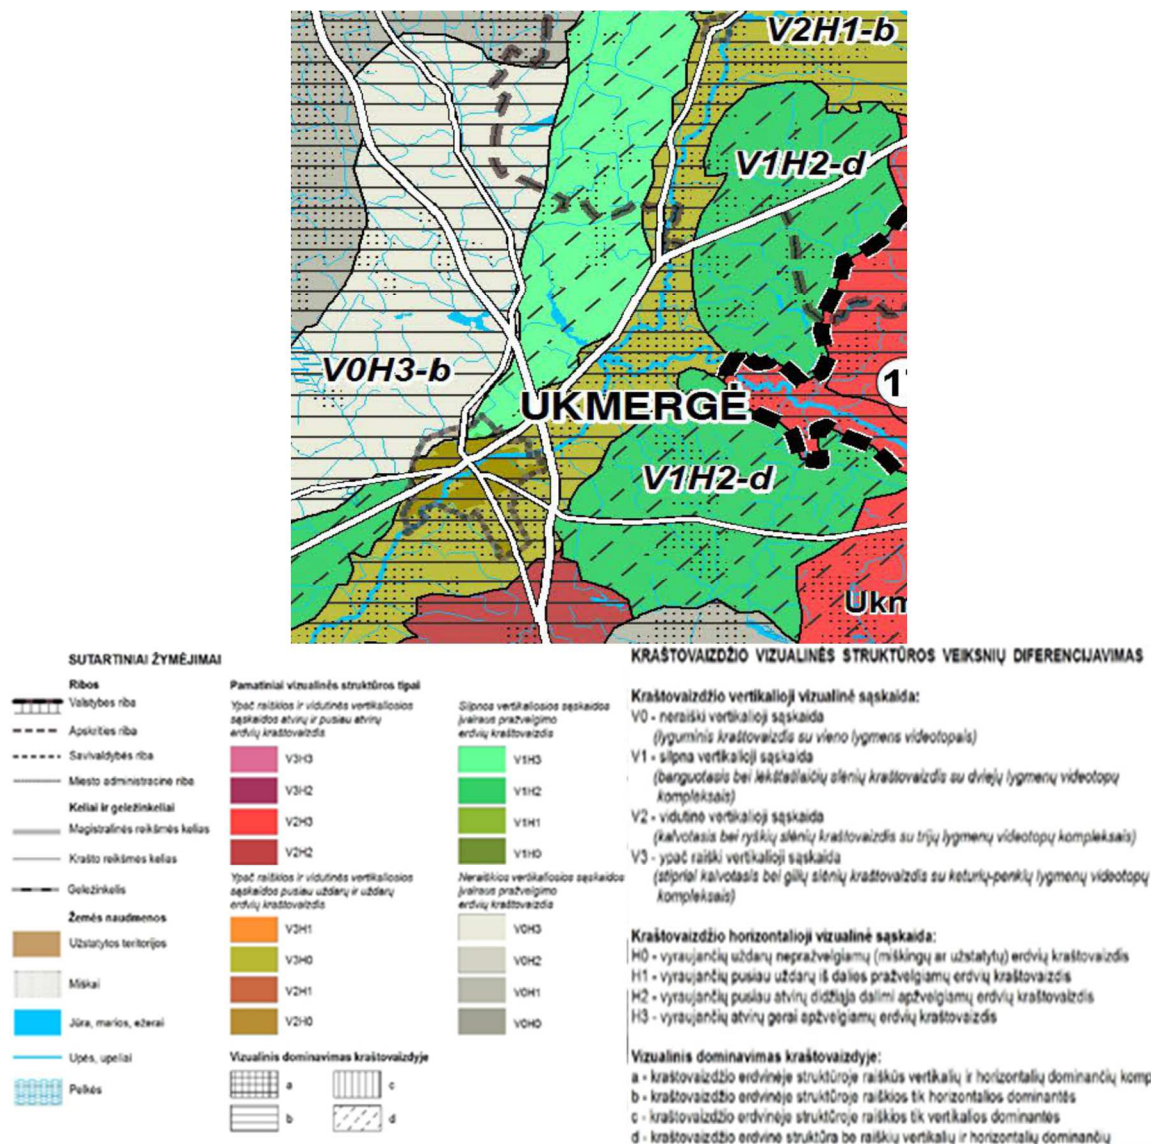 V2H1-b
V1H2-d
V0H3-b
1
UKMERGĖ
V1H2-d
Ukm
SUTARTINIAI ŽYMĖJIMAI
Ribos
Valstybės riba
Apskrities riba
Savivaldybės riba
Miesto administracinė riba
Keliai ir geležinkeliai
Magistralinės reikšmės kelias
Krašto reikšmės kelias
Geležinkelis
Žemės naudmenos
Užstatytos teritorijos
Miškai
Jūra, marios, ežerai
Upės, upeliai
Pelkės
Pamatiniai vizualinės struktūros tipai
Ypač raiškios ir vidutinės vertikaliosios
sąskaidos atvirų ir pusiau atvirų
erdvių kraštovaizdis
V3H3
V3H2
V2H3
V2H2
Ypač raiškios ir vidutinės vertikaliosios
sąskaidos pusiau uždarų ir uždarų
erdvių kraštovaizdis
V3H1
V3H0
V2H1
V2H0
Silpnos vertikaliosios sąskaidos
įvairaus pražvelgimo
erdvių kraštovaizdis
V1H3
V1H2
V1H1
V1H0
Neraiškios vertikaliosios sąskaidos
įvairaus pražvelgimo
erdvių kraštovaizdis
V0H3
V0H2
V0H1
V0H0
Vizualinis dominavimas kraštovaizdyje
a
c
b
d
KRAŠTOVAIZDŽIO VIZUALINĖS STRUKTŪROS VEIKSNIŲ DIFERENCIJAVIMAS
Kraštovaizdžio vertikalioji vizualinė sąskaida:
V0 - neraiški vertikalioji sąskaida
(lyguminis kraštovaizdis su vieno lygmens videotopais)
V1 - silpna vertikalioji sąskaida
(banguotasis bei lėkštašlaičių slėnių kraštovaizdis su dviejų lygmenų videotopų
kompleksais)
V2 - vidutinė vertikalioji sąskaida
(kalvotasis bei ryškių slėnių kraštovaizdis su trijų lygmenų videotopų kompleksais)
V3 - ypač raiški vertikalioji sąskaida
(stipriai kalvotasis bei gilių slėnių kraštovaizdis su keturių-penkių lygmenų videotopų
kompleksais)
Kraštovaizdžio horizontalioji vizualinė sąskaida:
H0 - vyraujančių uždarų nepražvelgiamų (miškingų ar užstatytų) erdvių kraštovaizdis
H1 - vyraujančių pusiau uždarų iš dalies pražvelgiamų erdvių kraštovaizdis
H2 - vyraujančių pusiau atvirų didžiąja dalimi apžvelgiamų erdvių kraštovaizdis
H3 - vyraujančių atvirų gerai apžvelgiamų erdvių kraštovaizdis
Vizualinis dominavimas kraštovaizdyje:
a - kraštovaizdžio erdvinėje struktūroje raiškūs vertikalių ir horizontalių dominančių komp
b - kraštovaizdžio erdvinėje struktūroje raiškios tik horizontalios dominantės
c - kraštovaizdžio erdvinėje struktūroje raiškios tik vertikalios dominantės
d - kraštovaizdžio erdvinė struktūra be raiškių vertikalių ir horizontalių dominančių